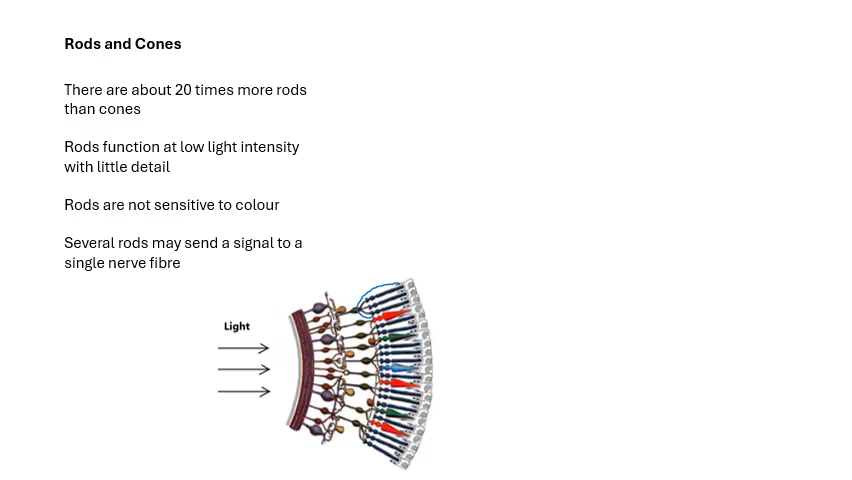 Rods and Cones
There are about 20 times more rods
than cones
Rods function at low light intensity
with little detail
Rods are not sensitive to colour
Several rods may send a signal to a
single nerve fibre
Light